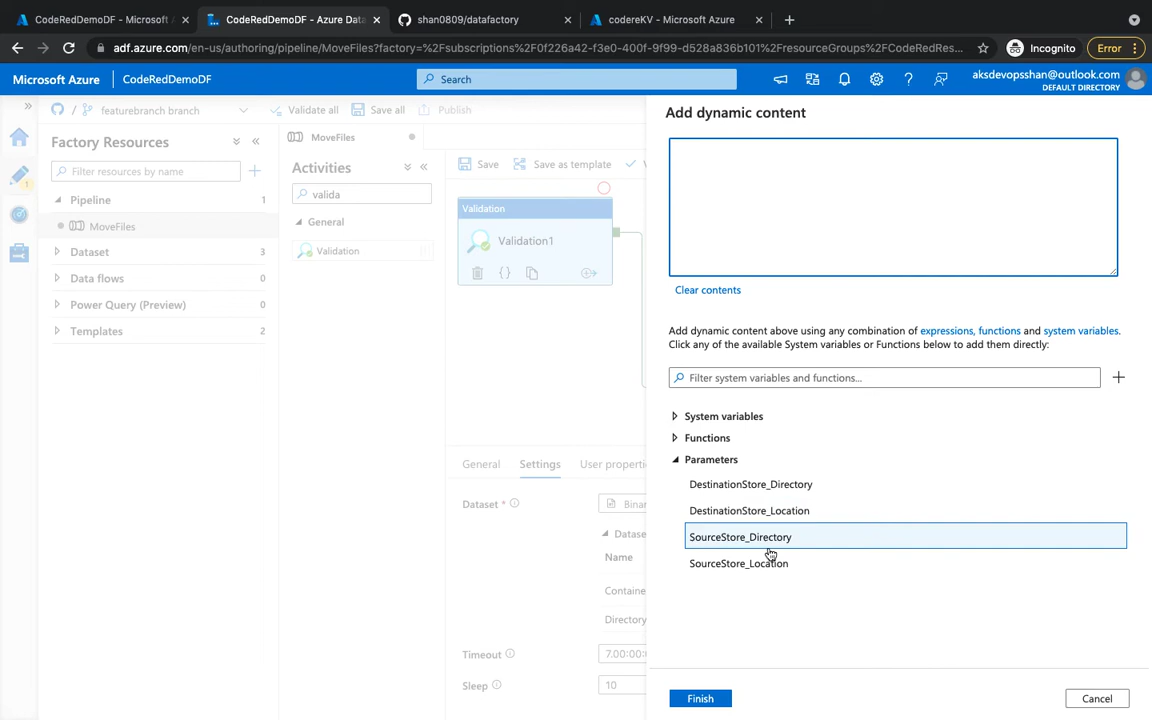 CodeRedDemoDF - Microsoft A
CodeRedDemoDF - Azure Data
shan0809/datafactory
codereKV - Microsoft Azure
adf.azure.com/en-us/authoring/pipeline/MoveFiles?factory=%2Fsubscriptions%2F0f226a42-f3e0-400f-9f99-d528a836b101%2FresourceGroups%2FCodeRedRes...
Incognito
Error
Microsoft Azure
CodeRedDemoDF
Search
aksdevopsshan@outlook.com
DEFAULT DIRECTORY
featurebranch branch
Validate all
Save all
Publish
Factory Resources
Filter resources by name
Pipeline 1
MoveFiles
Dataset 3
Data flows 0
Power Query (Preview) 0
Templates 2
MoveFiles
Activities
valida
General
Validation
Save
Save as template
V
Validation
Validation1
General
Settings
User properti
Dataset *
Binar
Datase
Name
Containe
Directory
Timeout
7.00:00:0
Sleep
10
Add dynamic content
Clear contents
Add dynamic content above using any combination of expressions, functions and system variables.
Click any of the available System variables or Functions below to add them directly:
Filter system variables and functions...
System variables
Functions
Parameters
DestinationStore_Directory
DestinationStore_Location
SourceStore_Directory
SourceStore_Location
Finish
Cancel